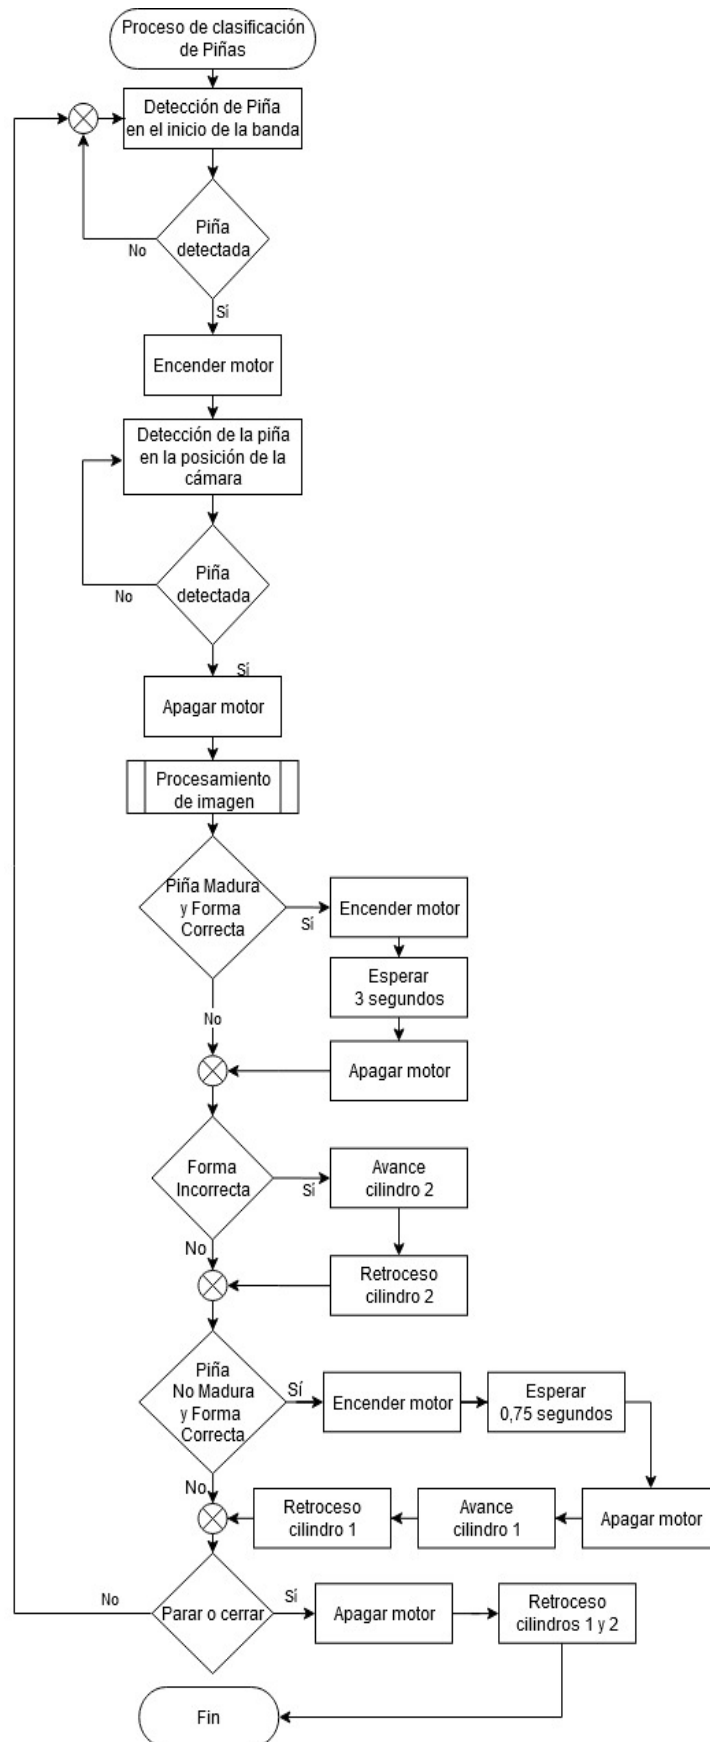 Proceso de clasificación
de Piñas
Detección de Piña
en el inicio de la banda
Piña
detectada
No
Sí
Encender motor
Detección de la piña
en la posición de la
cámara
Piña
detectada
No
Sí
Apagar motor
Procesamiento
de imagen
Piña Madura
y Forma
Correcta
Sí
Encender motor
Esperar
3 segundos
No
Apagar motor
Forma
Incorrecta
Sí
Avance
cilindro 2
No
Retroceso
cilindro 2
Piña
No Madura
y Forma
Correcta
Sí
Encender motor
Esperar
0,75 segundos
No
Retroceso
cilindro 1
Avance
cilindro 1
Apagar motor
No
Parar o cerrar
Sí
Apagar motor
Retroceso
cilindros 1 y 2
Fin